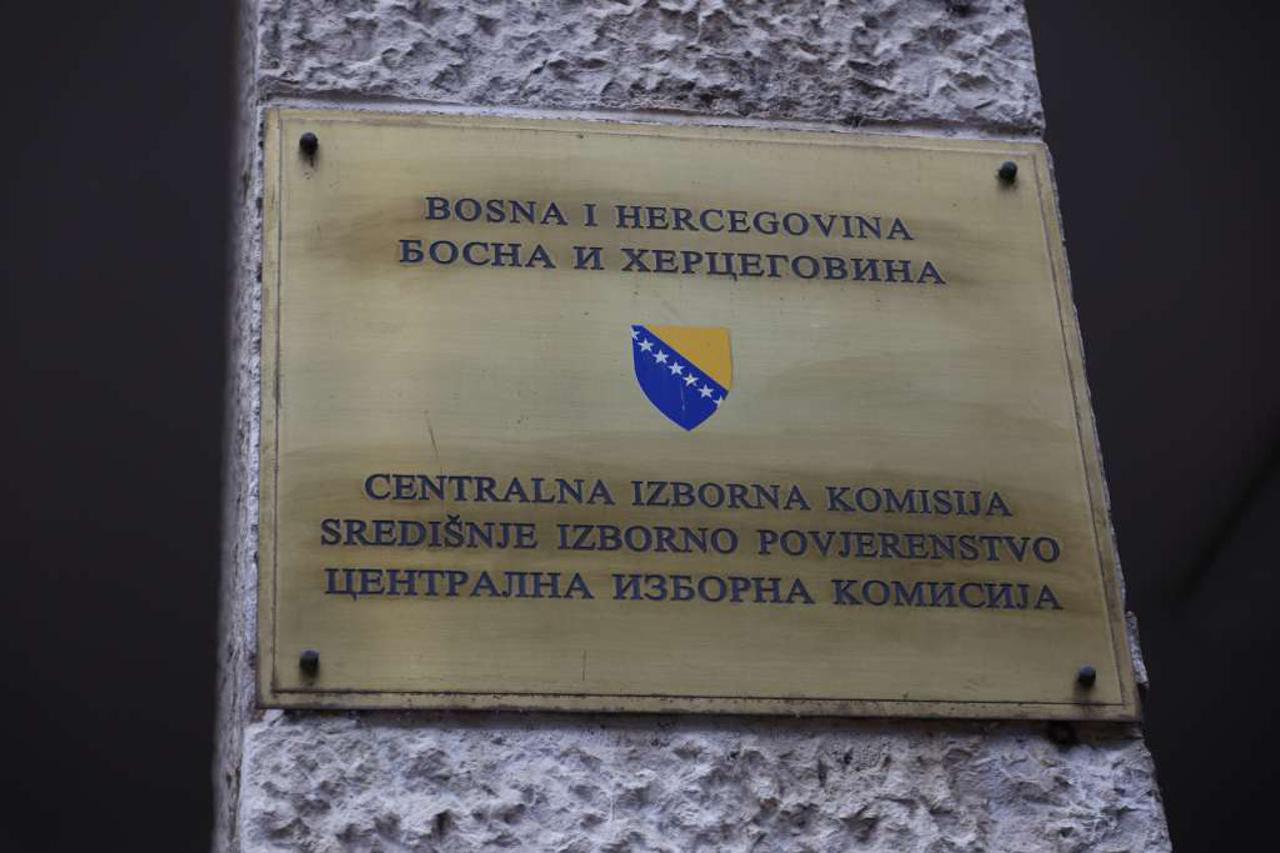 BOSNA I HERCEGOVINA
БОСНА И ХЕРЦЕГОВИНА
CENTRALNA IZBORNA KOMISIJA
SREDIŠNJE IZBORNO POVJERENSTVO
ЦЕНТРАЛНА ИЗБОРНА КОМИСИЈА